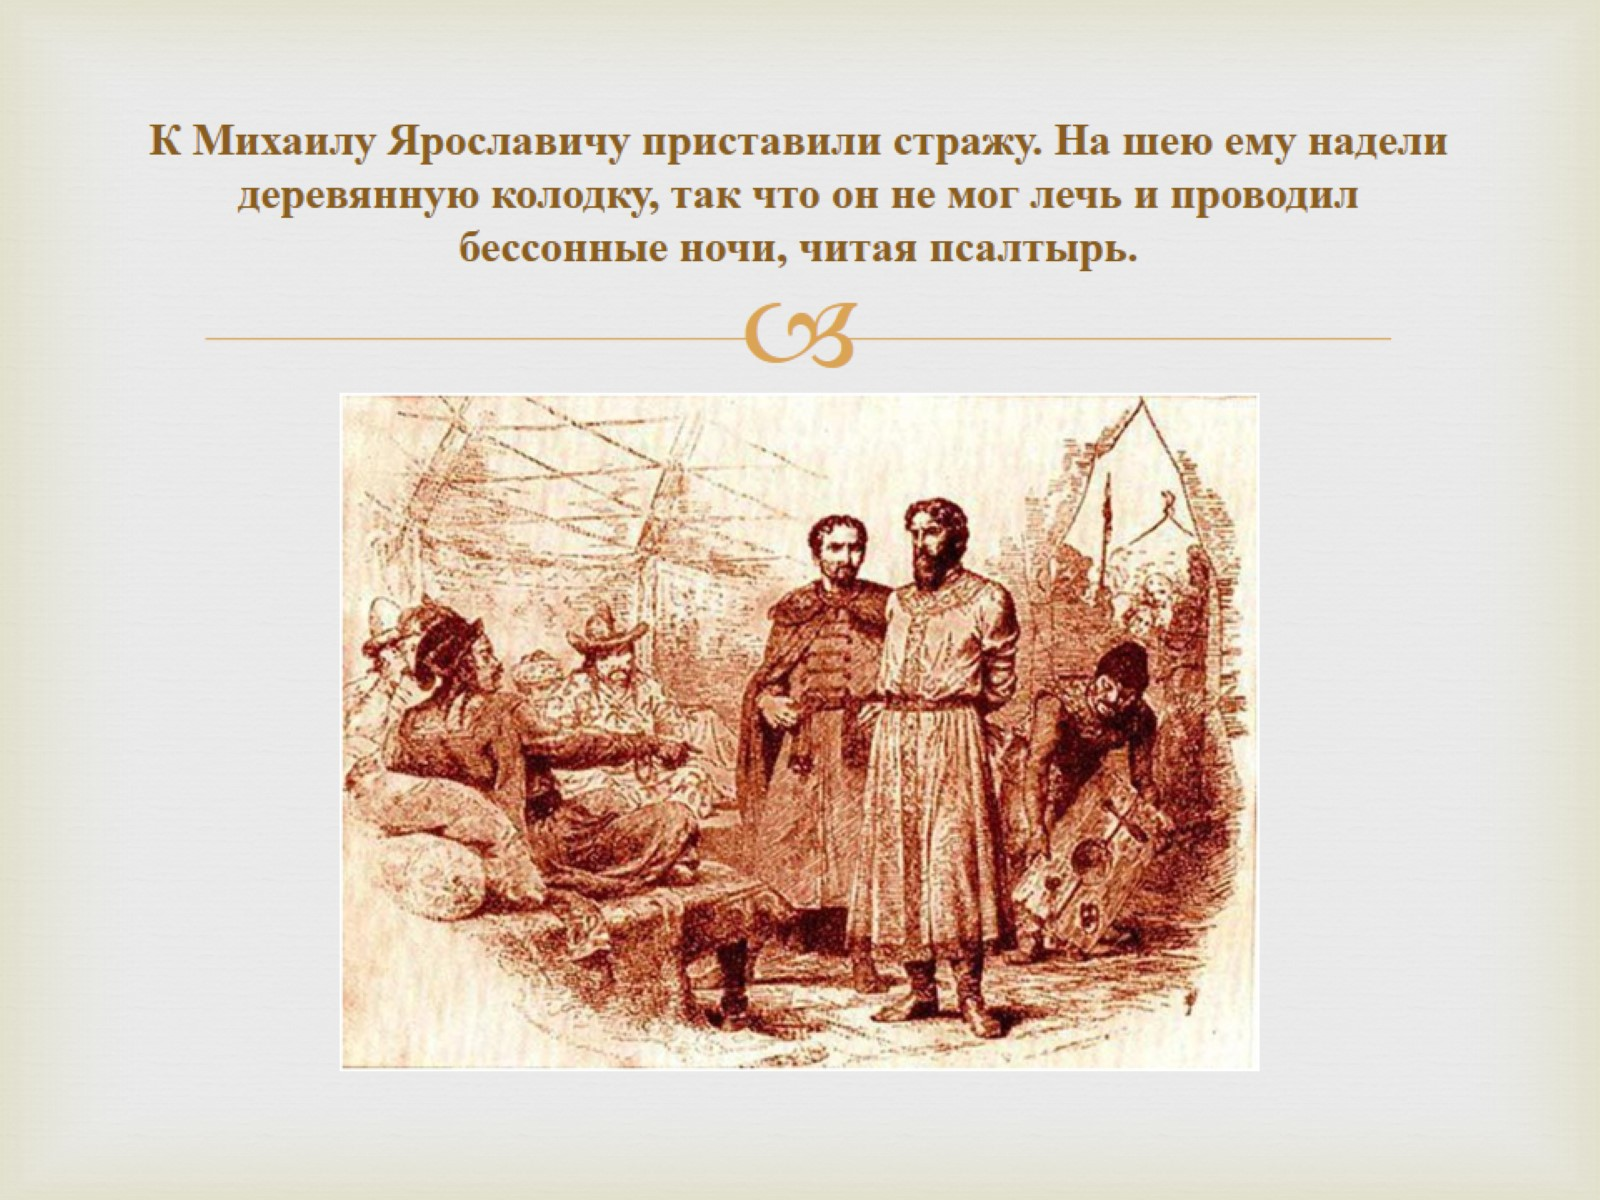 К Михаилу Ярославичу приставили стражу. На шею ему надели
деревянную колодку, так что он не мог лечь и проводил
бессонные ночи, читая псалтырь.